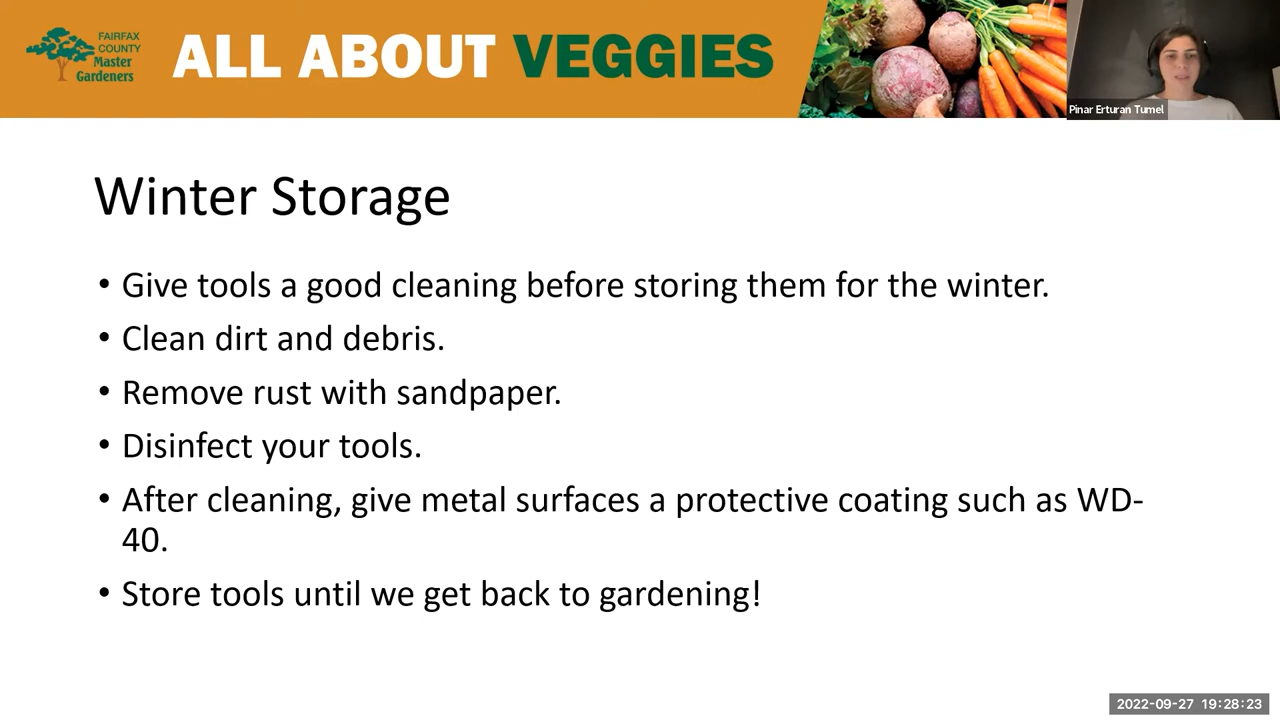 FAIRFAX
COUNTY
Master
Gardeners
ALL ABOUT VEGGIES
Pinar Erturan Tumel
Winter Storage
• Give tools a good cleaning before storing them for the winter.
• Clean dirt and debris.
• Remove rust with sandpaper.
• Disinfect your tools.
• After cleaning, give metal surfaces a protective coating such as WD-
40.
• Store tools until we get back to gardening!
2022-09-27 19:28:23